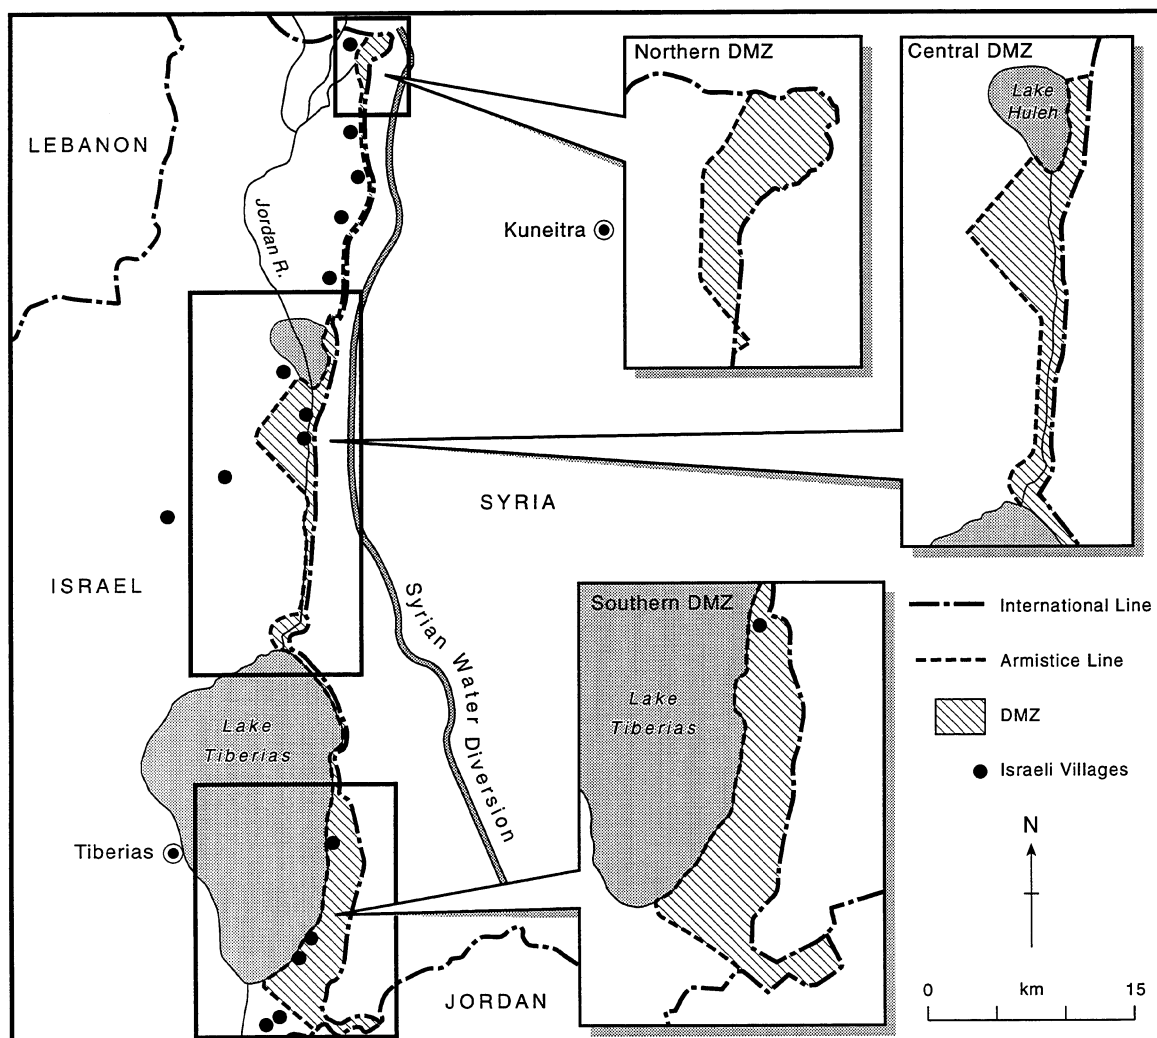 Northern DMZ
Central DMZ
Lake
Huleh
LEBANON
Jordan R.
Kuneitra
SYRIA
ISRAEL
Syrian Water Diversion
Southern DMZ
International Line
Armistice Line
Lake
Tiberias
Lake
Tiberias
DMZ
Israeli Villages
N
Tiberias
JORDAN
0 km 15